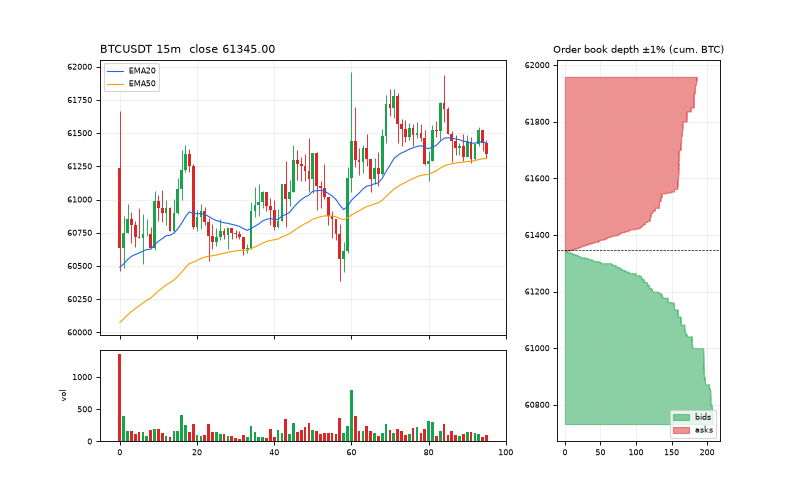 BTCUSDT 15m  close 61345.00
EMA20
EMA50
62000
61750
61500
61250
61000
60750
60500
60250
60000
vol
1000
500
0
0 20 40 60 80 100
Order book depth ±1% (cum. BTC)
62000
61800
61600
61400
61200
61000
60800
bids
asks
0 50 100 150 200